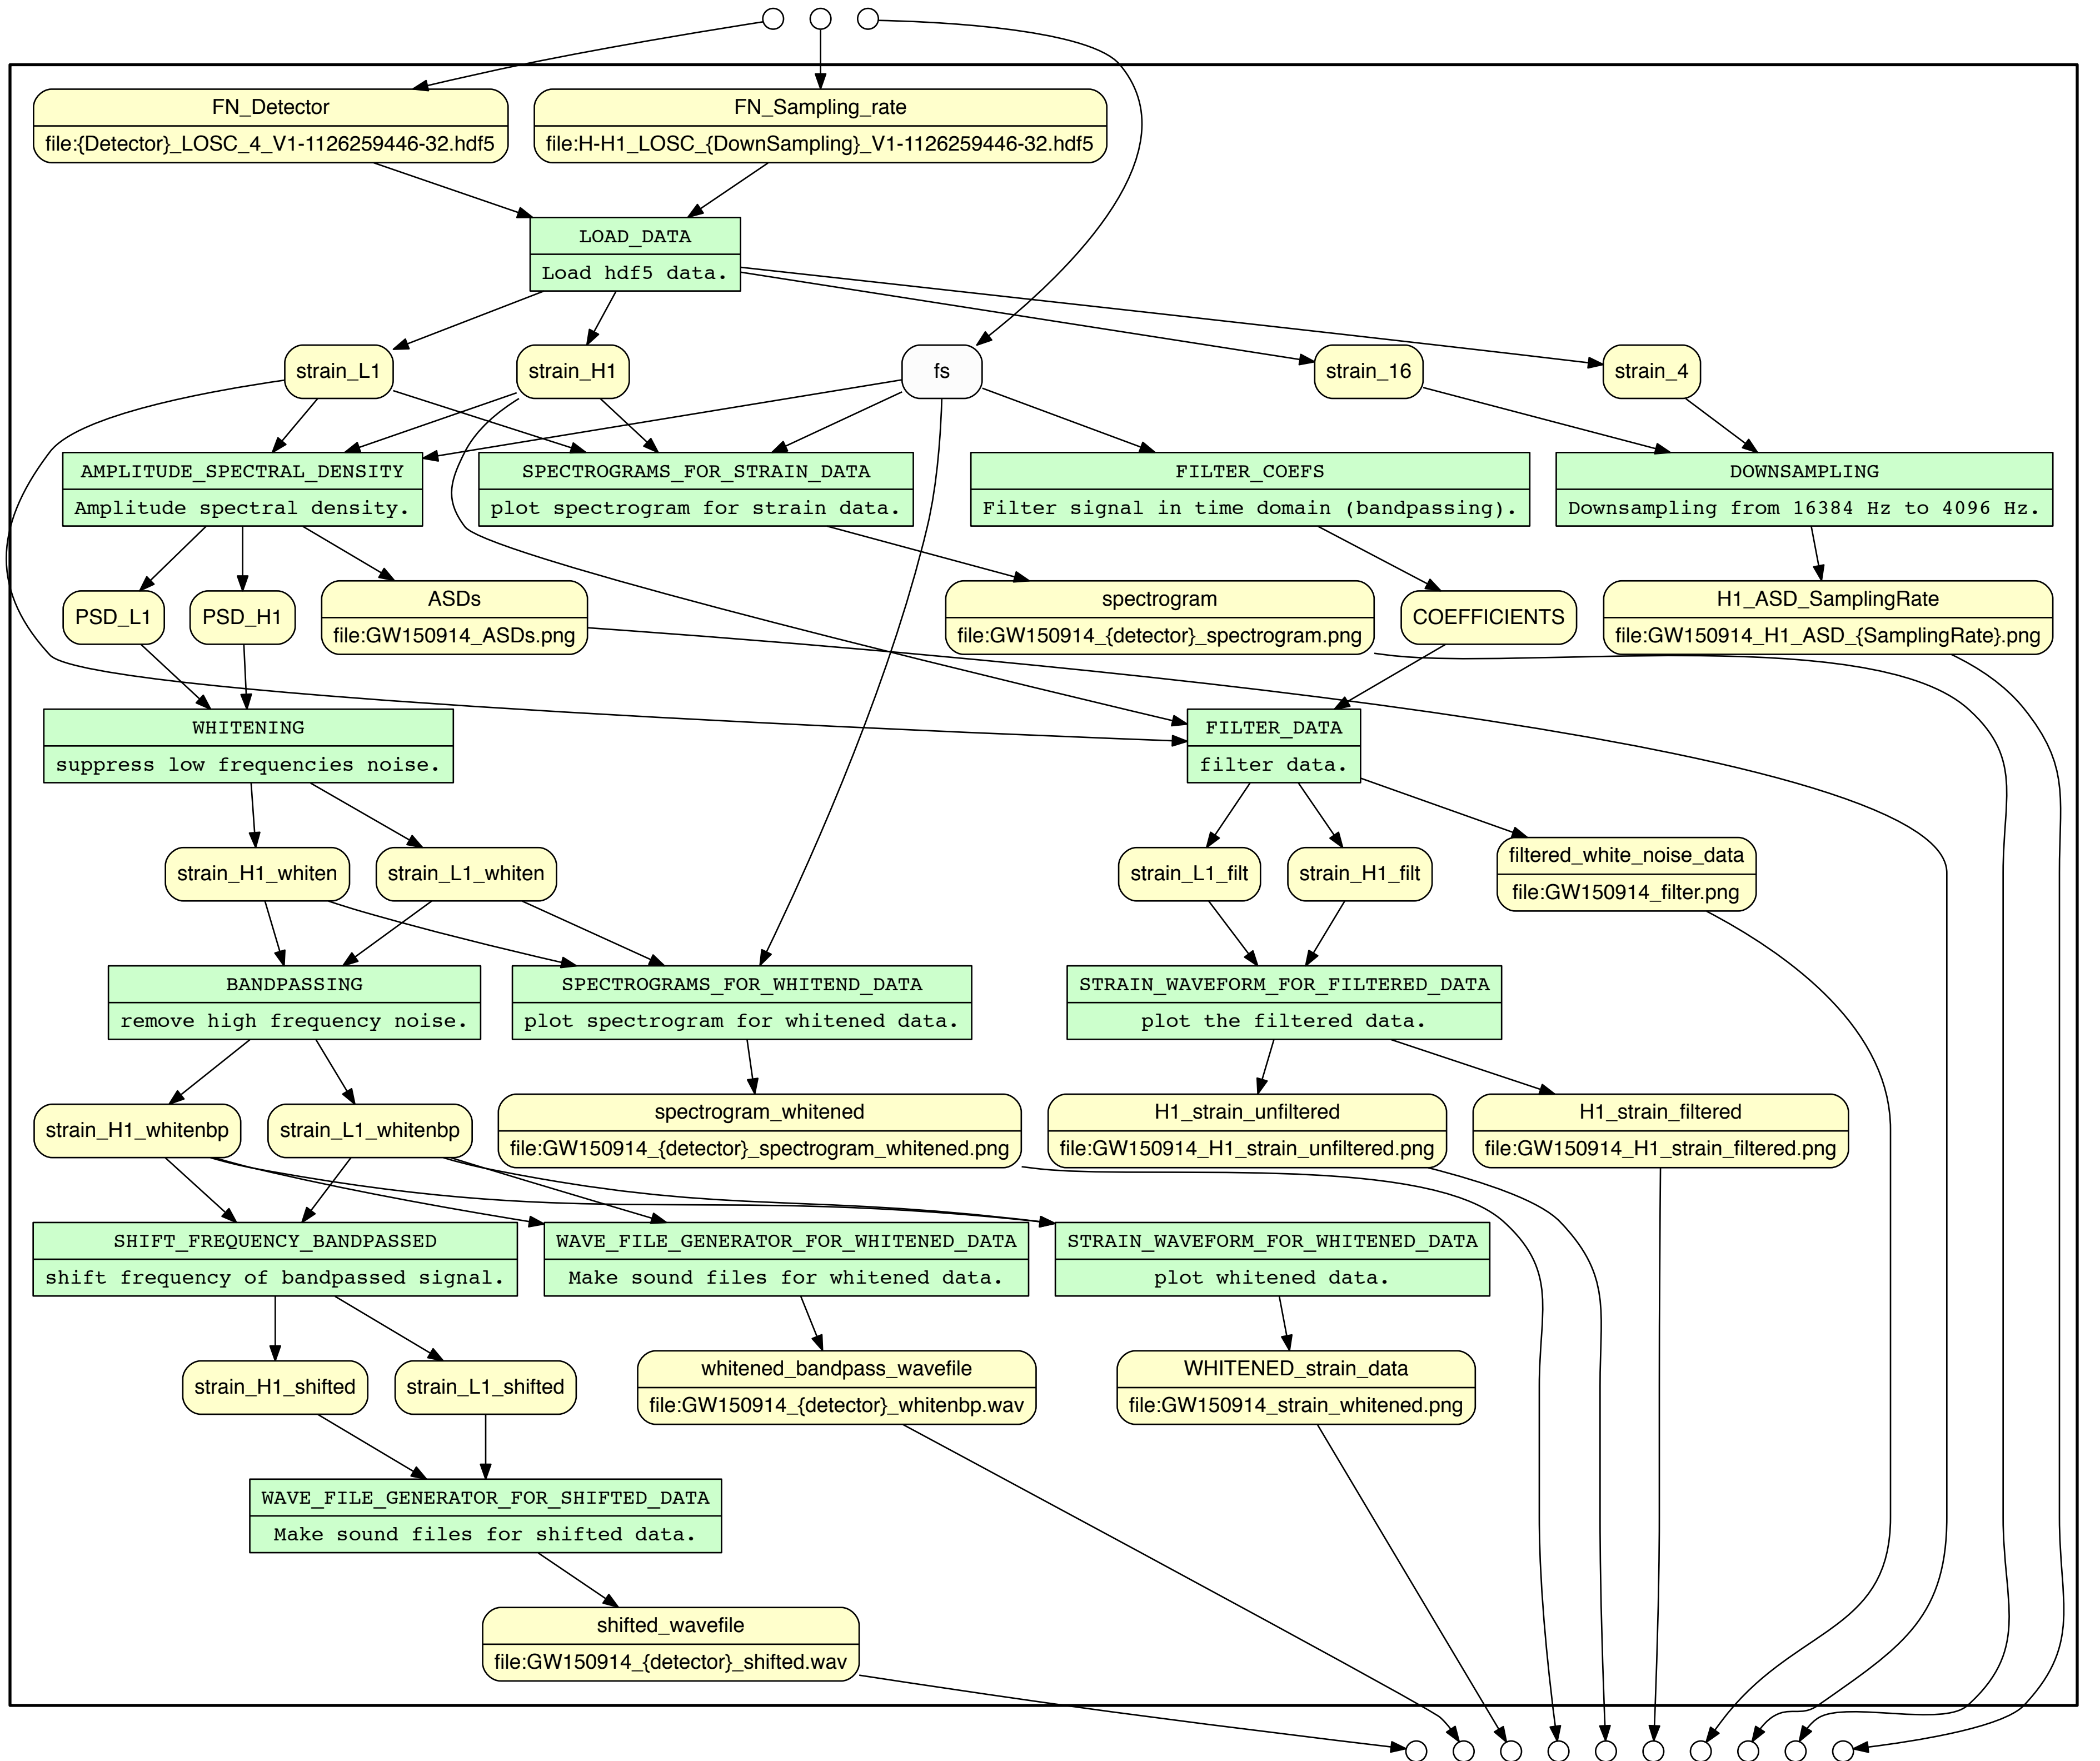 FN_Detector
file:{Detector}_LOSC_4_V1-1126259446-32.hdf5
FN_Sampling_rate
file:H-H1_LOSC_{DownSampling}_V1-1126259446-32.hdf5
LOAD_DATA
Load hdf5 data.
strain_L1
strain_H1
fs
strain_16
strain_4
AMPLITUDE_SPECTRAL_DENSITY
Amplitude spectral density.
SPECTROGRAMS_FOR_STRAIN_DATA
plot spectrogram for strain data.
FILTER_COEFS
Filter signal in time domain (bandpassing).
DOWNSAMPLING
Downsampling from 16384 Hz to 4096 Hz.
PSD_L1
PSD_H1
ASDs
file:GW150914_ASDs.png
spectrogram
file:GW150914_{detector}_spectrogram.png
COEFFICIENTS
H1_ASD_SamplingRate
file:GW150914_H1_ASD_{SamplingRate}.png
WHITENING
suppress low frequencies noise.
FILTER_DATA
filter data.
strain_H1_whiten
strain_L1_whiten
strain_L1_filt
strain_H1_filt
filtered_white_noise_data
file:GW150914_filter.png
BANDPASSING
remove high frequency noise.
SPECTROGRAMS_FOR_WHITEND_DATA
plot spectrogram for whitened data.
STRAIN_WAVEFORM_FOR_FILTERED_DATA
plot the filtered data.
strain_H1_whitenbp
strain_L1_whitenbp
spectrogram_whitened
file:GW150914_{detector}_spectrogram_whitened.png
H1_strain_unfiltered
file:GW150914_H1_strain_unfiltered.png
H1_strain_filtered
file:GW150914_H1_strain_filtered.png
SHIFT_FREQUENCY_BANDPASSED
shift frequency of bandpassed signal.
WAVE_FILE_GENERATOR_FOR_WHITENED_DATA
Make sound files for whitened data.
STRAIN_WAVEFORM_FOR_WHITENED_DATA
plot whitened data.
strain_H1_shifted
strain_L1_shifted
whitened_bandpass_wavefile
file:GW150914_{detector}_whitenbp.wav
WHITENED_strain_data
file:GW150914_strain_whitened.png
WAVE_FILE_GENERATOR_FOR_SHIFTED_DATA
Make sound files for shifted data.
shifted_wavefile
file:GW150914_{detector}_shifted.wav